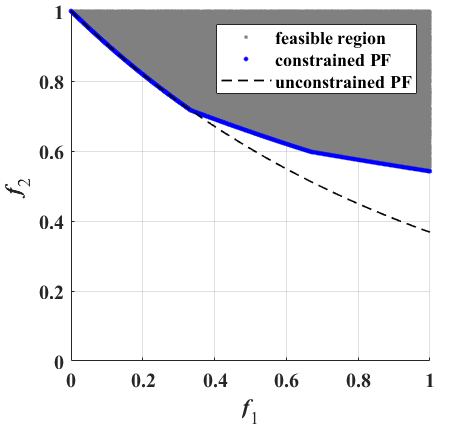 1
feasible region
constrained PF
unconstrained PF
0.8
0.6
f2
0.4
0.2
0
0 0.2 0.4 0.6 0.8 1
f1